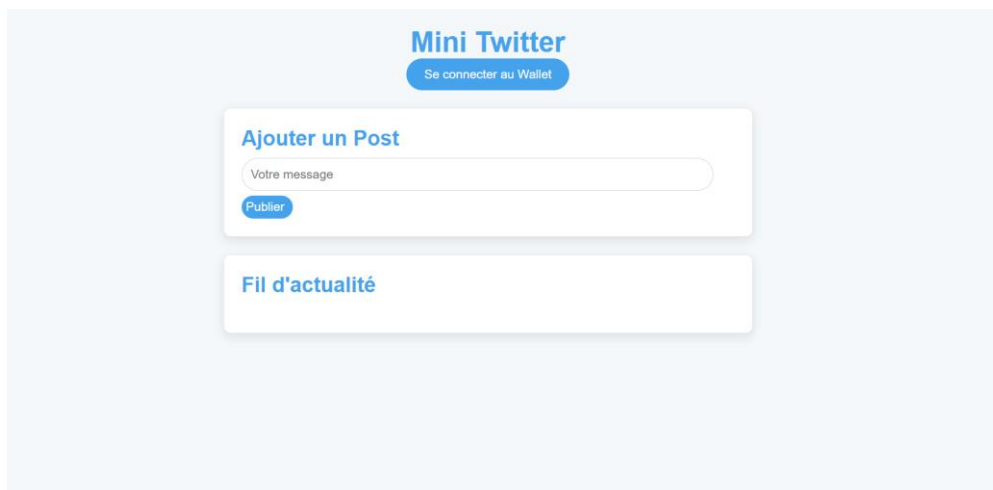 Mini Twitter
Se connecter au Wallet
Ajouter un Post
Votre message
Publier
Fil d'actualité